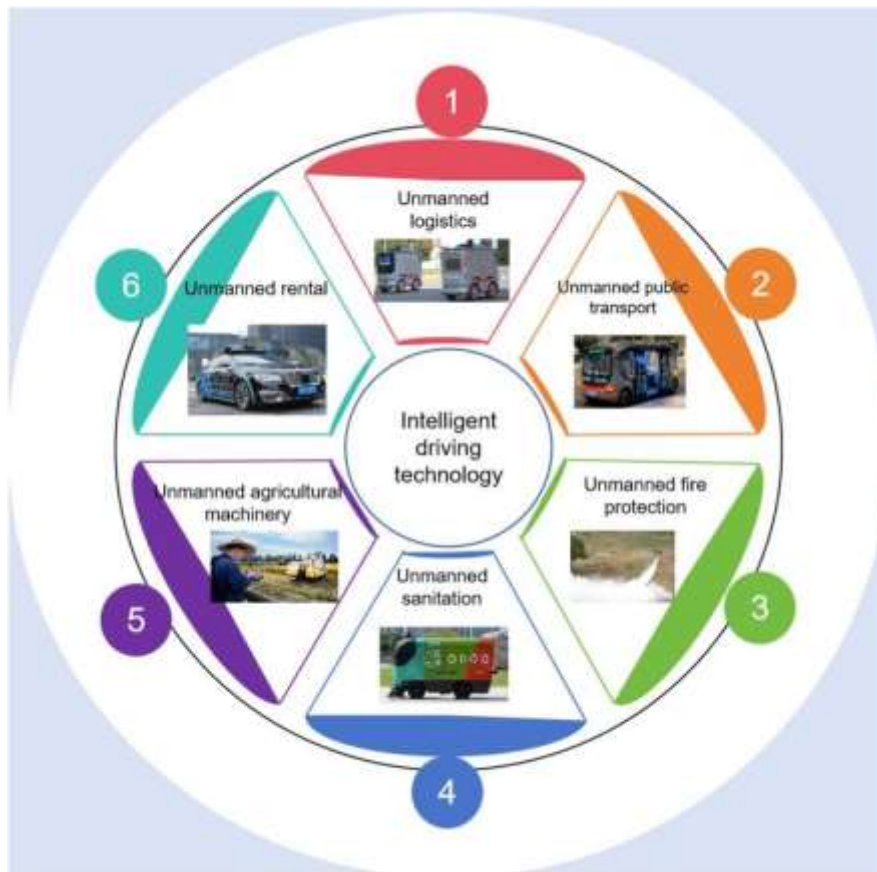 1
Unmanned
logistics
2
Unmanned public
transport
3
Unmanned fire
protection
4
Unmanned
sanitation
5
Unmanned agricultural
machinery
6
Unmanned rental
Intelligent
driving
technology